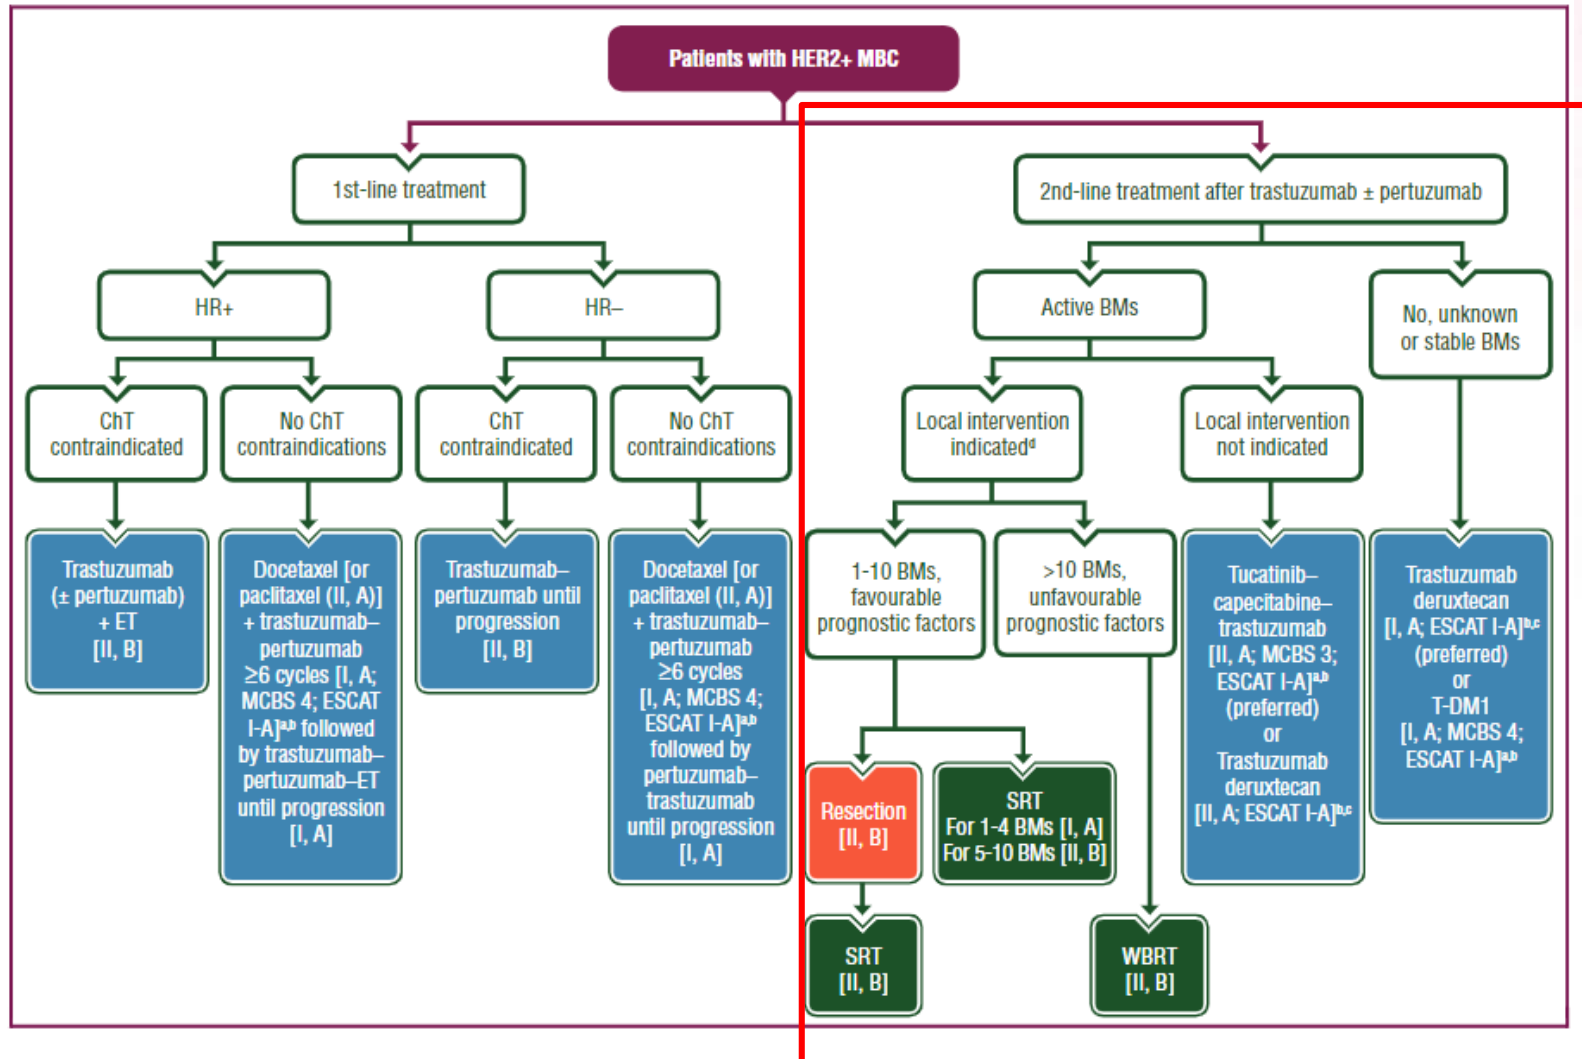 Patients with HER2+ MBC
1st-line treatment
2nd-line treatment after trastuzumab ± pertuzumab
HR+
HR–
Active BMs
No, unknown
or stable BMs
ChT
contraindicated
No ChT
contraindications
ChT
contraindicated
No ChT
contraindications
Local intervention
indicatedᵈ
Local intervention
not indicated
Trastuzumab
(± pertuzumab)
+ ET
[II, B]
Docetaxel [or
paclitaxel (II, A)]
+ trastuzumab–
pertuzumab
≥6 cycles [I, A;
MCBS 4; ESCAT
I-A]ᵃ,ᵇ followed
by trastuzumab–
pertuzumab–ET
until progression
[I, A]
Trastuzumab–
pertuzumab until
progression
[II, B]
Docetaxel [or
paclitaxel (II, A)]
+ trastuzumab–
pertuzumab
≥6 cycles
[I, A; MCBS 4;
ESCAT I-A]ᵃ,ᵇ
followed by
pertuzumab–
trastuzumab
until progression
[I, A]
1-10 BMs,
favourable
prognostic factors
>10 BMs,
unfavourable
prognostic factors
Tucatinib–
capecitabine–
trastuzumab
[II, A; MCBS 3;
ESCAT I-A]ᵃ,ᵇ
(preferred)
or
Trastuzumab
deruxtecan
[II, A; ESCAT I-A]ᵇ,ᶜ
Trastuzumab
deruxtecan
[I, A; ESCAT I-A]ᵇ,ᶜ
(preferred)
or
T-DM1
[I, A; MCBS 4;
ESCAT I-A]ᵃ,ᵇ
Resection
[II, B]
SRT
For 1-4 BMs [I, A]
For 5-10 BMs [II, B]
SRT
[II, B]
WBRT
[II, B]